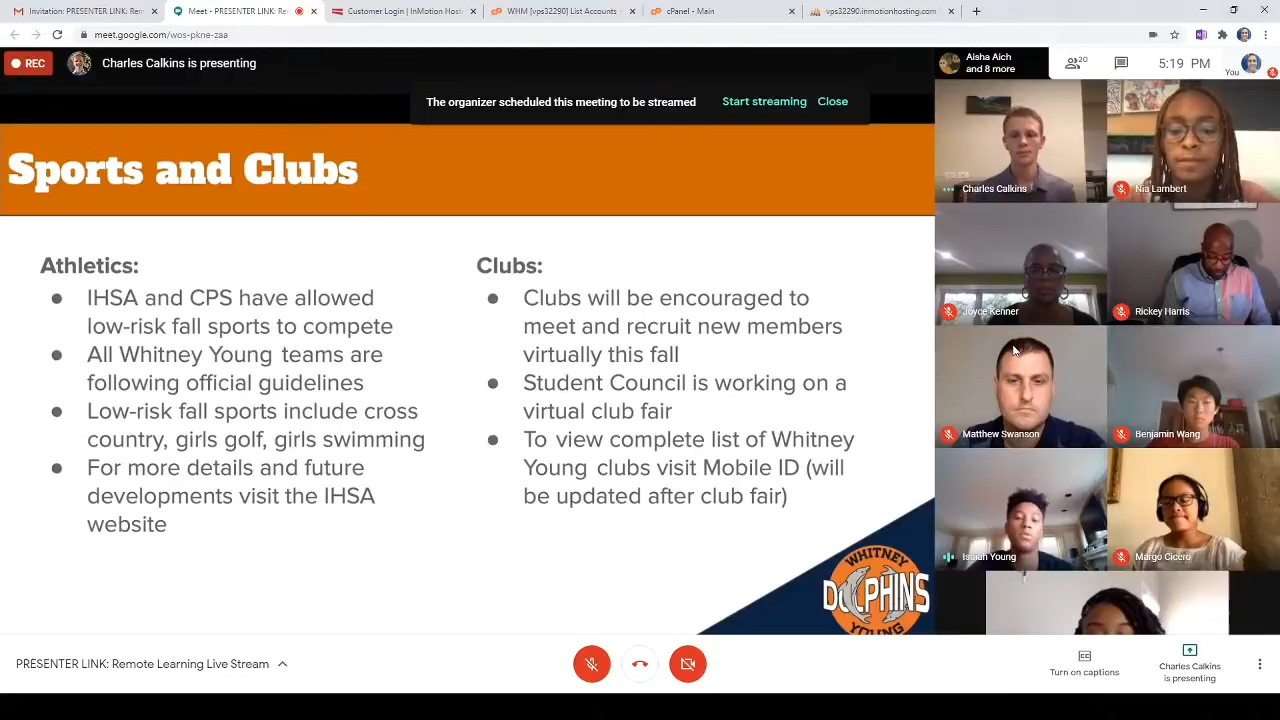 Invitation: PRESENTER LINK: Rem
Meet - PRESENTER LINK: Re
Customer Login | InMotion Host
WHM [vps32290] List Accounts -
cPanel - Main
vps32290.inmotionhosting.com
meet.google.com/wos-pkne-zaa
REC
Charles Calkins is presenting
The organizer scheduled this meeting to be streamed
Start streaming
Close
Aisha Aich
and 8 more
20
5:19 PM
You
Sports and Clubs
Athletics:
● IHSA and CPS have allowed
low-risk fall sports to compete
● All Whitney Young teams are
following official guidelines
● Low-risk fall sports include cross
country, girls golf, girls swimming
● For more details and future
developments visit the IHSA
website
Clubs:
● Clubs will be encouraged to
meet and recruit new members
virtually this fall
● Student Council is working on a
virtual club fair
● To view complete list of Whitney
Young clubs visit Mobile ID (will
be updated after club fair)
WHITNEY
DOLPHINS
YOUNG
Charles Calkins
Nia Lambert
Joyce Kenner
Rickey Harris
Matthew Swanson
Benjamin Wang
Isaiah Young
Margo Cicero
PRESENTER LINK: Remote Learning Live Stream
Turn on captions
Charles Calkins
is presenting